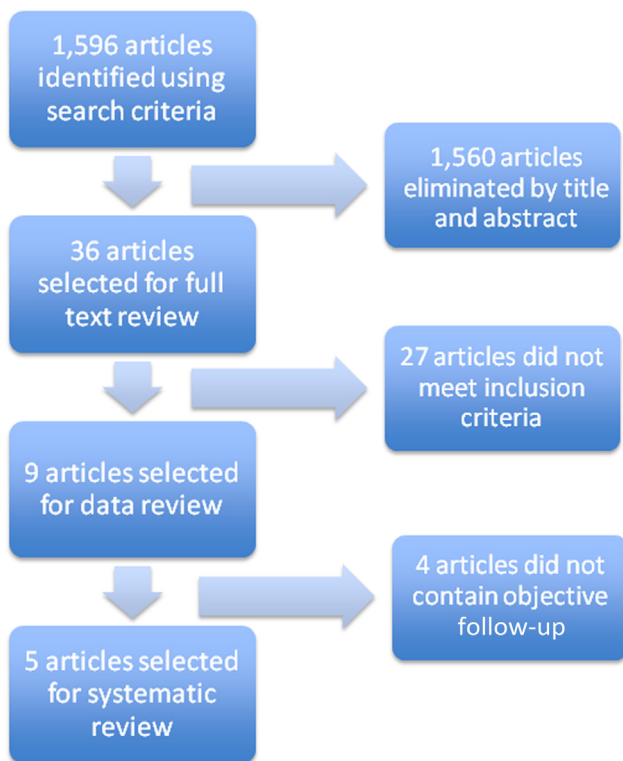 1,596 articles
identified using
search criteria
1,560 articles
eliminated by title
and abstract
36 articles
selected for full
text review
27 articles did not
meet inclusion
criteria
9 articles selected
for data review
4 articles did not
contain objective
follow-up
5 articles selected
for systematic
review